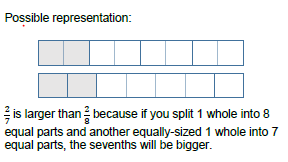 Possible representation:
2/7 is larger than 2/8 because if you split 1 whole into 8
equal parts and another equally-sized 1 whole into 7
equal parts, the sevenths will be bigger.